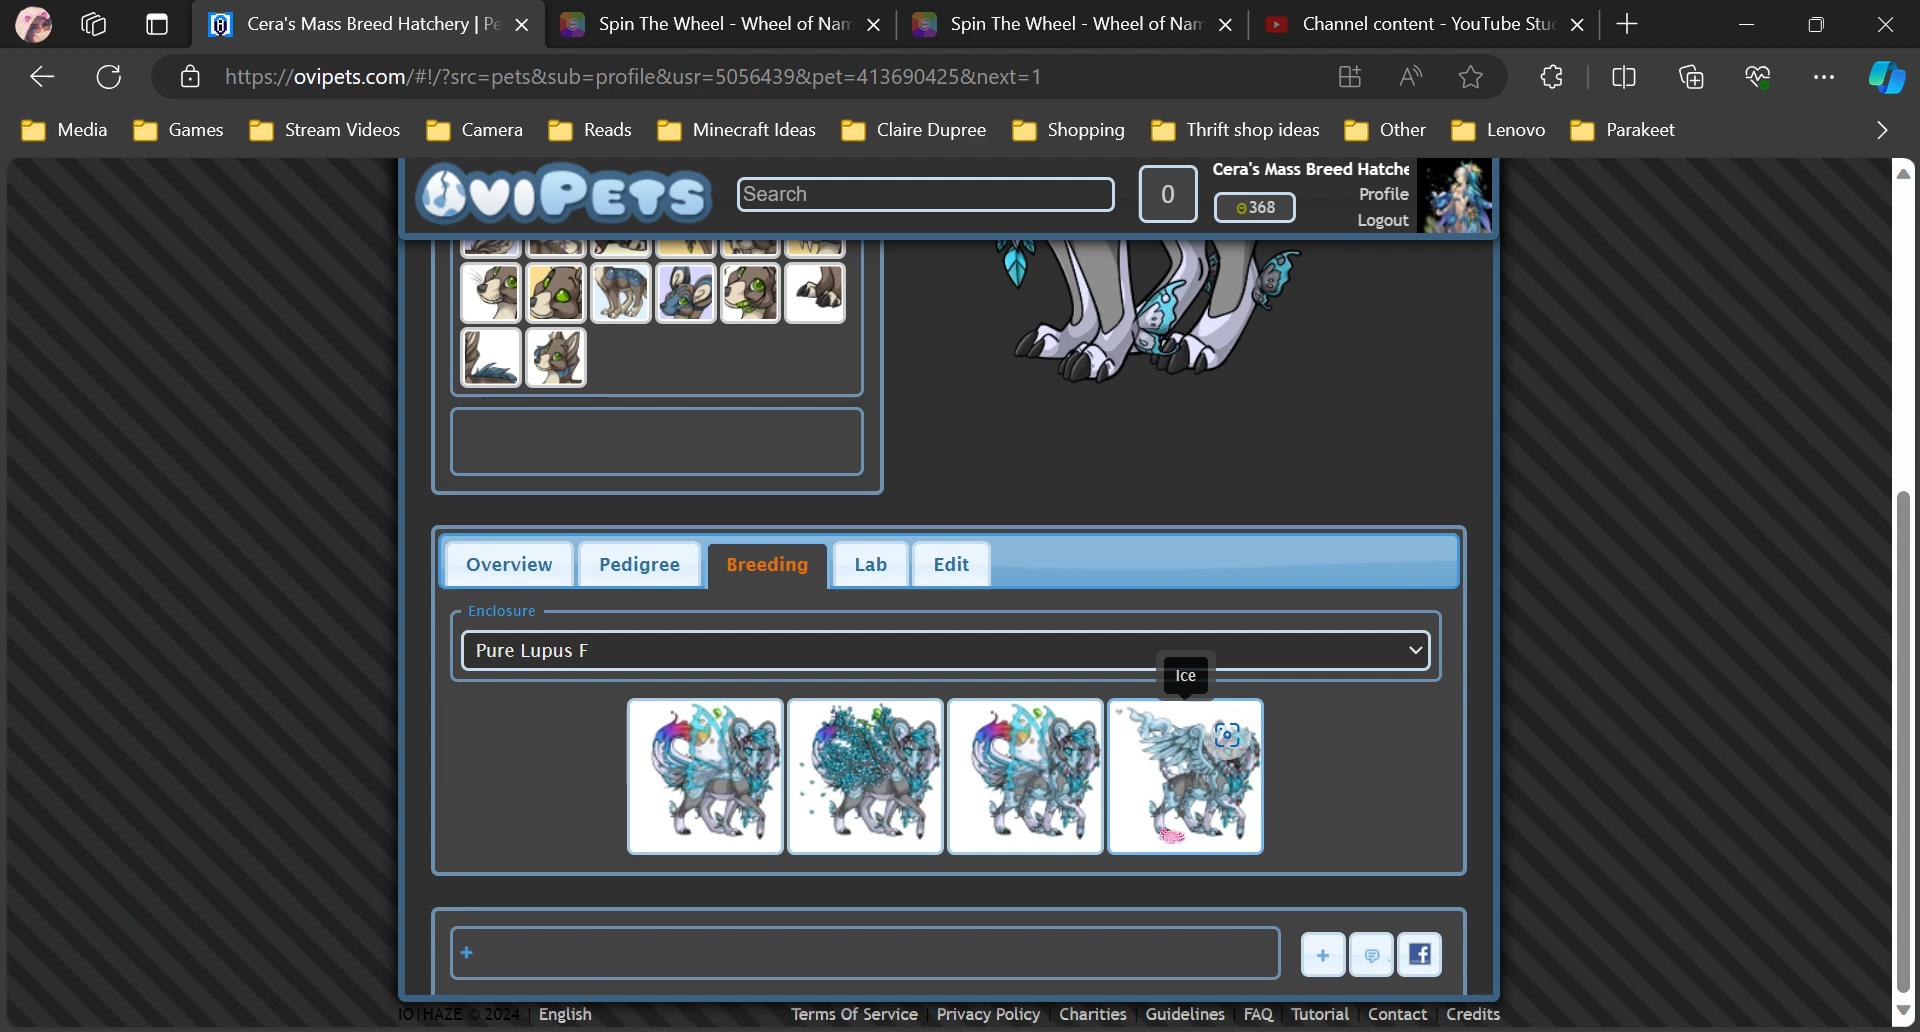 Cera's Mass Breed Hatchery | Pe
Spin The Wheel - Wheel of Nam
Spin The Wheel - Wheel of Nam
Channel content - YouTube Stu
https://ovipets.com/#!/?src=pets&sub=profile&usr=5056439&pet=413690425&next=1
Media Games Stream Videos Camera Reads Minecraft Ideas Claire Dupree Shopping Thrift shop ideas Other Lenovo Parakeet
OviPets
Search
0
Cera's Mass Breed Hatche
368
Profile
Logout
Overview Pedigree Breeding Lab Edit
Enclosure
Pure Lupus F
Ice
IO|HAZE © 2024 English Terms Of Service Privacy Policy Charities Guidelines FAQ Tutorial Contact Credits